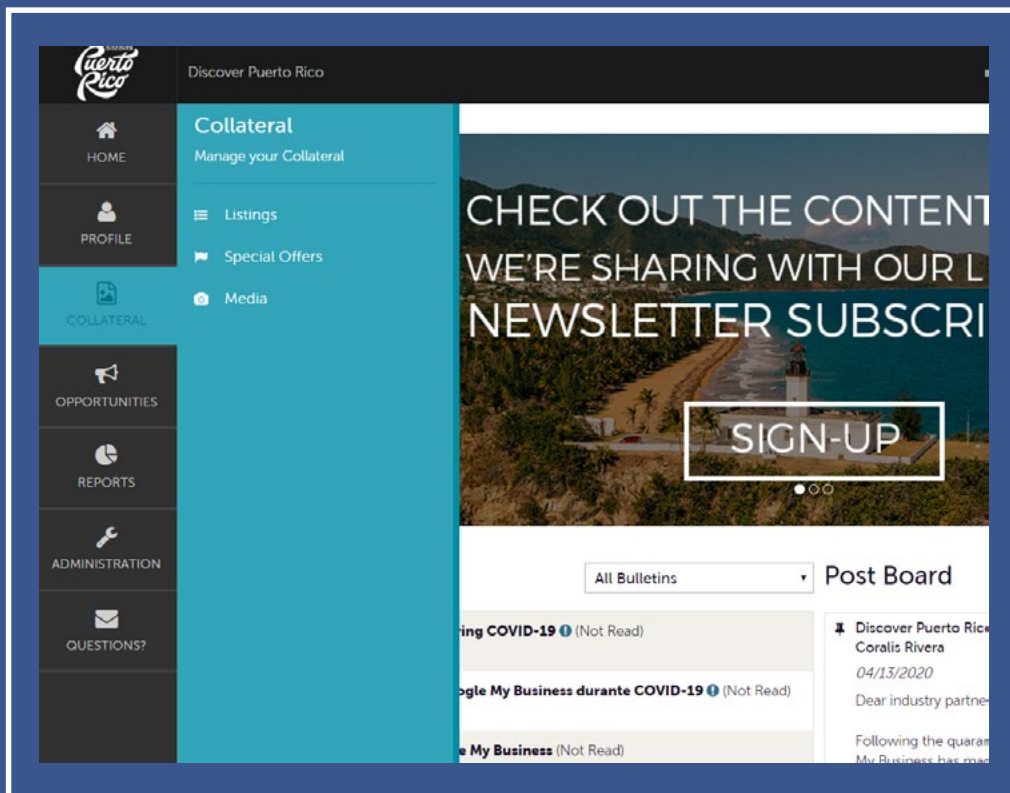 DISCOVER
Puerto
Rico
Discover Puerto Rico
HOME
PROFILE
COLLATERAL
OPPORTUNITIES
REPORTS
ADMINISTRATION
QUESTIONS?
Collateral
Manage your Collateral
Listings
Special Offers
Media
CHECK OUT THE CONTENT
WE'RE SHARING WITH OUR L
NEWSLETTER SUBSCRI
SIGN-UP
All Bulletins
ring COVID-19 (Not Read)
ogle My Business durante COVID-19 (Not Read)
e My Business (Not Read)
Post Board
Discover Puerto Ric
Coralis Rivera
04/13/2020
Dear industry partne
Following the quaran
My Business has mad